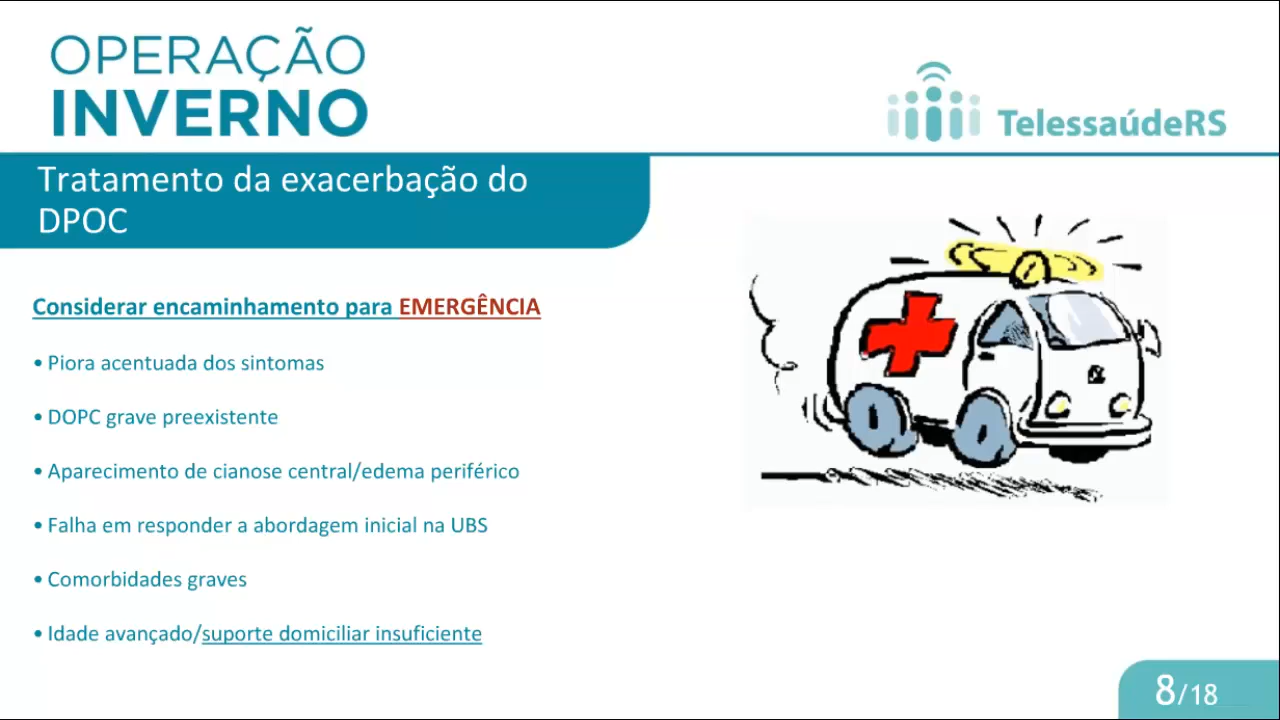 OPERAÇÃO
INVERNO
TelessaúdeRS
Tratamento da exacerbação do
DPOC
Considerar encaminhamento para EMERGÊNCIA
• Piora acentuada dos sintomas
• DOPC grave preexistente
• Aparecimento de cianose central/edema periférico
• Falha em responder a abordagem inicial na UBS
• Comorbidades graves
• Idade avançado/suporte domiciliar insuficiente
8/18